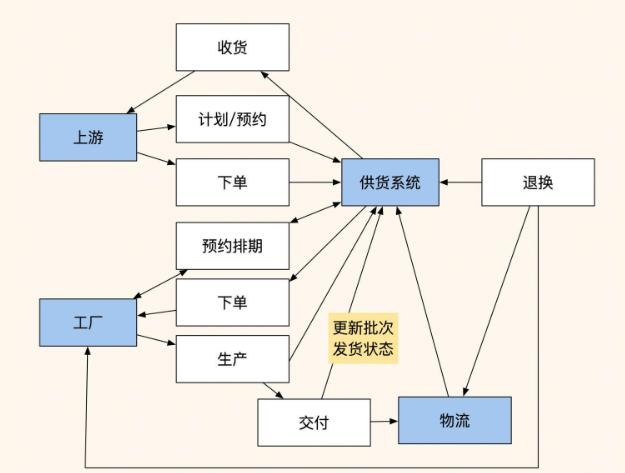 收货
计划/预约
上游
下单
供货系统
退换
预约排期
下单
工厂
更新批次
发货状态
生产
交付
物流